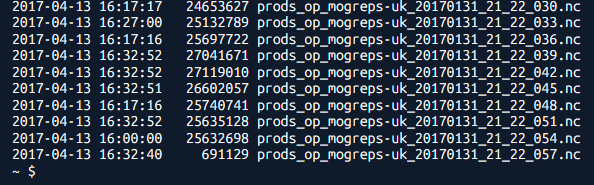 2017-04-13 16:17:17   24653627 prods_op_mogreps-uk_20170131_21_22_030.nc
2017-04-13 16:27:00   25132789 prods_op_mogreps-uk_20170131_21_22_033.nc
2017-04-13 16:17:16   25697722 prods_op_mogreps-uk_20170131_21_22_036.nc
2017-04-13 16:32:52   27041671 prods_op_mogreps-uk_20170131_21_22_039.nc
2017-04-13 16:32:52   27119010 prods_op_mogreps-uk_20170131_21_22_042.nc
2017-04-13 16:32:51   26602057 prods_op_mogreps-uk_20170131_21_22_045.nc
2017-04-13 16:17:16   25740741 prods_op_mogreps-uk_20170131_21_22_048.nc
2017-04-13 16:32:52   25635128 prods_op_mogreps-uk_20170131_21_22_051.nc
2017-04-13 16:00:00   25632698 prods_op_mogreps-uk_20170131_21_22_054.nc
2017-04-13 16:32:40     691129 prods_op_mogreps-uk_20170131_21_22_057.nc
~ $